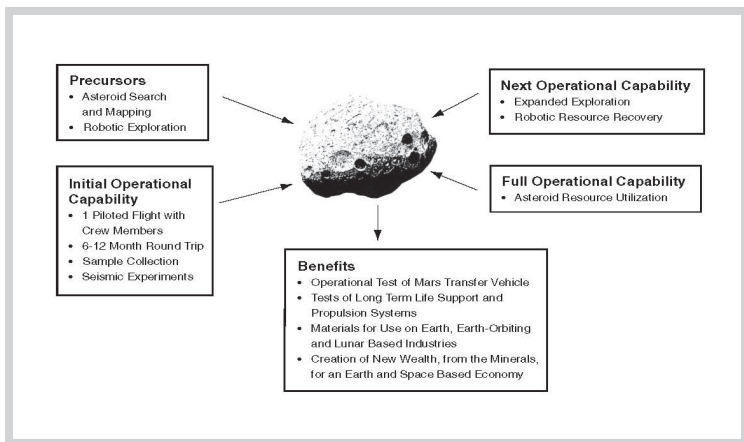 Precursors
• Asteroid Search
and Mapping
• Robotic Exploration
Initial Operational
Capability
• 1 Piloted Flight with
Crew Members
• 6-12 Month Round Trip
• Sample Collection
• Seismic Experiments
Next Operational Capability
• Expanded Exploration
• Robotic Resource Recovery
Full Operational Capability
• Asteroid Resource Utilization
Benefits
• Operational Test of Mars Transfer Vehicle
• Tests of Long Term Life Support and
Propulsion Systems
• Materials for Use on Earth, Earth-Orbiting
and Lunar Based Industries
• Creation of New Wealth, from the Minerals,
for an Earth and Space Based Economy